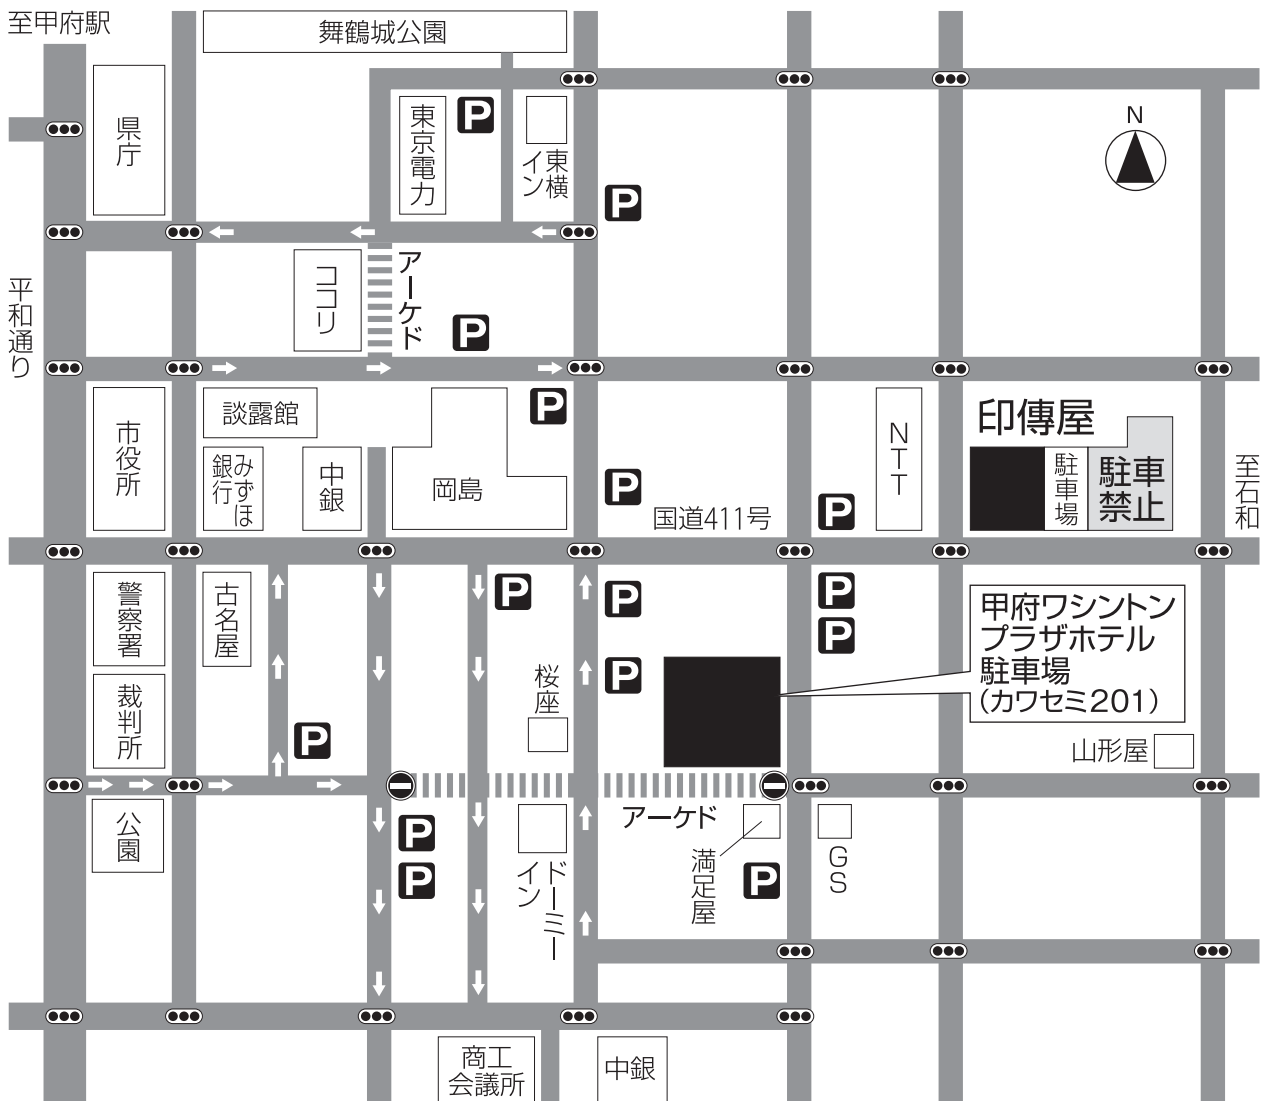 至甲府駅
舞鶴城公園
N
県庁
東京電力
P
東横
イン
P
平和通り
ココリ
アーケド
P
市役所
談露館
みずほ
銀行
中銀
岡島
P
P
国道411号
P
NTT
印傳屋
駐車場
駐車
禁止
至石和
警察署
古名屋
P
P
P
P
P
甲府ワシントン
プラザホテル
駐車場
(カワセミ201)
裁判所
桜座
P
山形屋
公園
P
P
ドーミー
イン
アーケド
満足屋
P
GS
商工
会議所
中銀